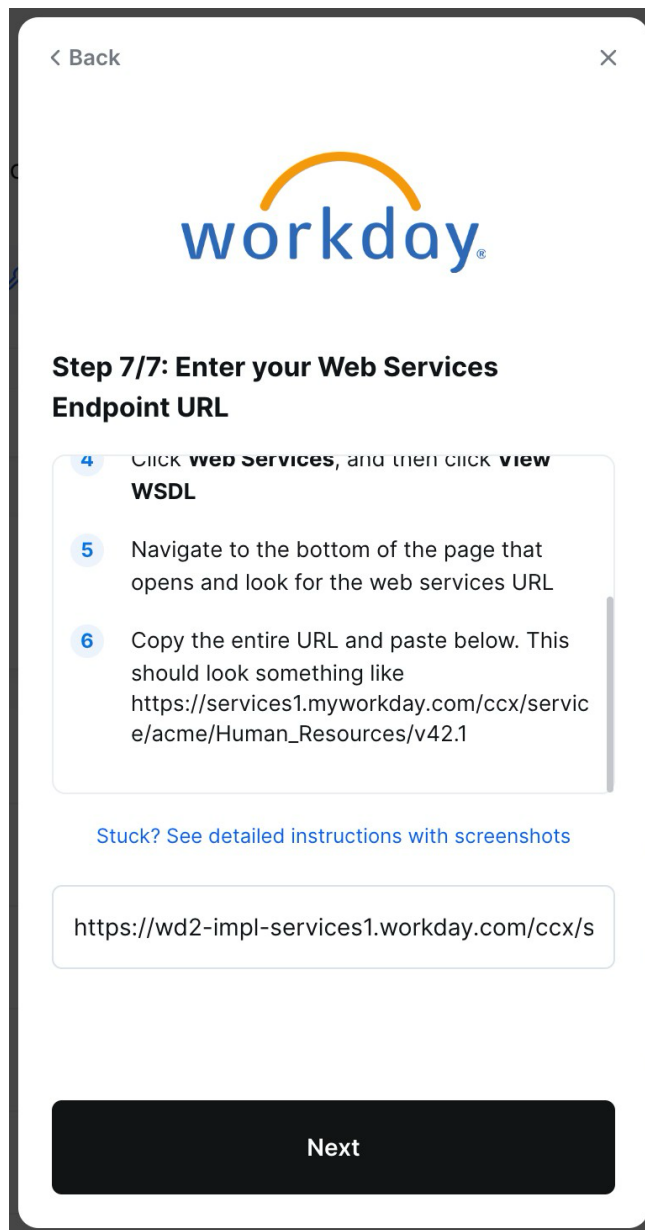 Back
workday®
Step 7/7: Enter your Web Services
Endpoint URL
4 Click Web Services, and then click View
WSDL
5 Navigate to the bottom of the page that
opens and look for the web services URL
6 Copy the entire URL and paste below. This
should look something like
https://services1.myworkday.com/ccx/servic
e/acme/Human_Resources/v42.1
Stuck? See detailed instructions with screenshots
https://wd2-impl-services1.workday.com/ccx/s
Next